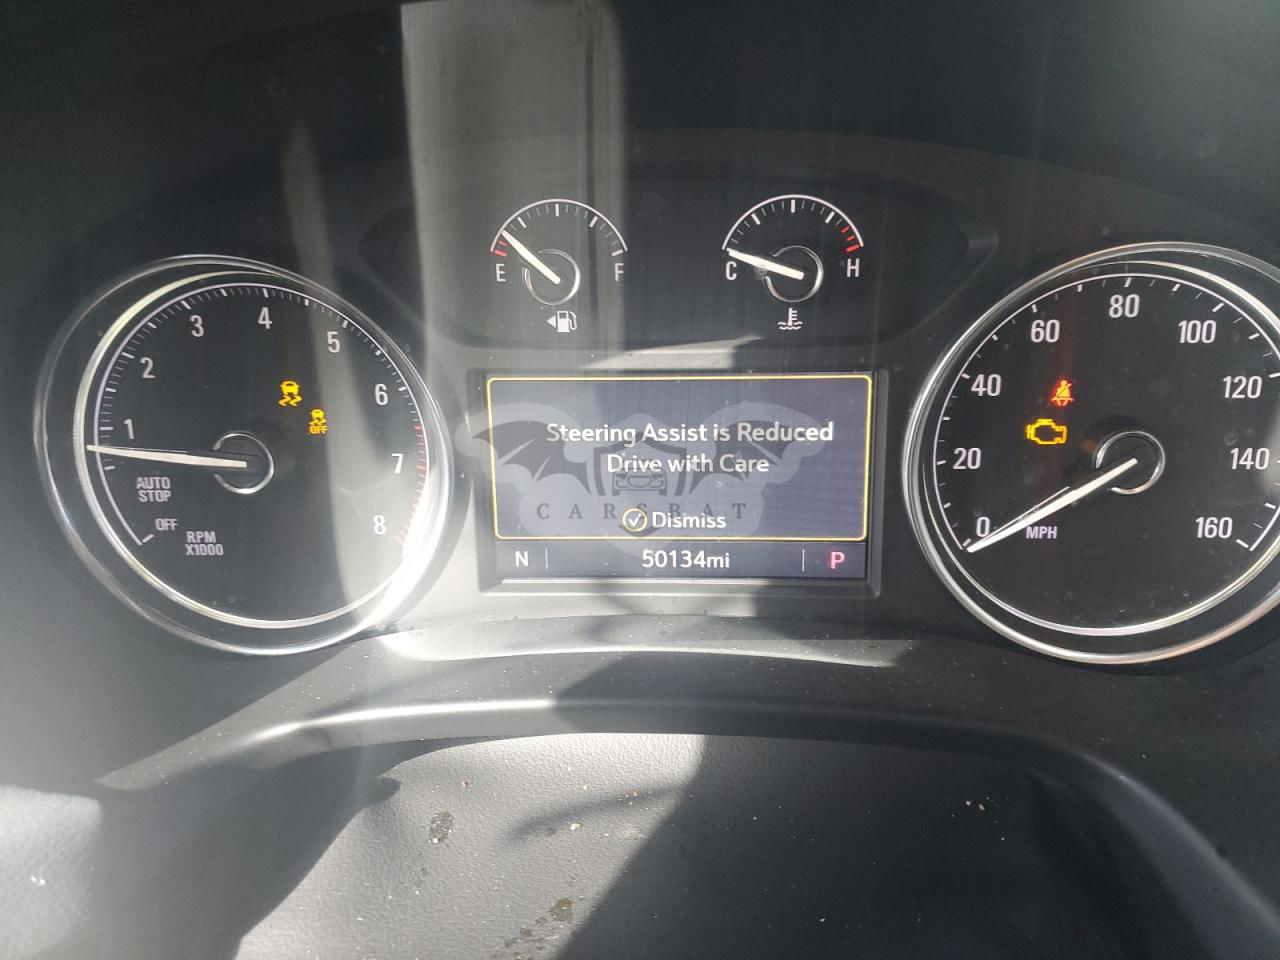 E
F
C
H
1
2
3
4
5
6
7
8
AUTO
STOP
OFF
RPM
X1000
OFF
Steering Assist is Reduced
Drive with Care
CARSBAT
Dismiss
N
50134mi
P
0
20
40
60
80
100
120
140
160
MPH